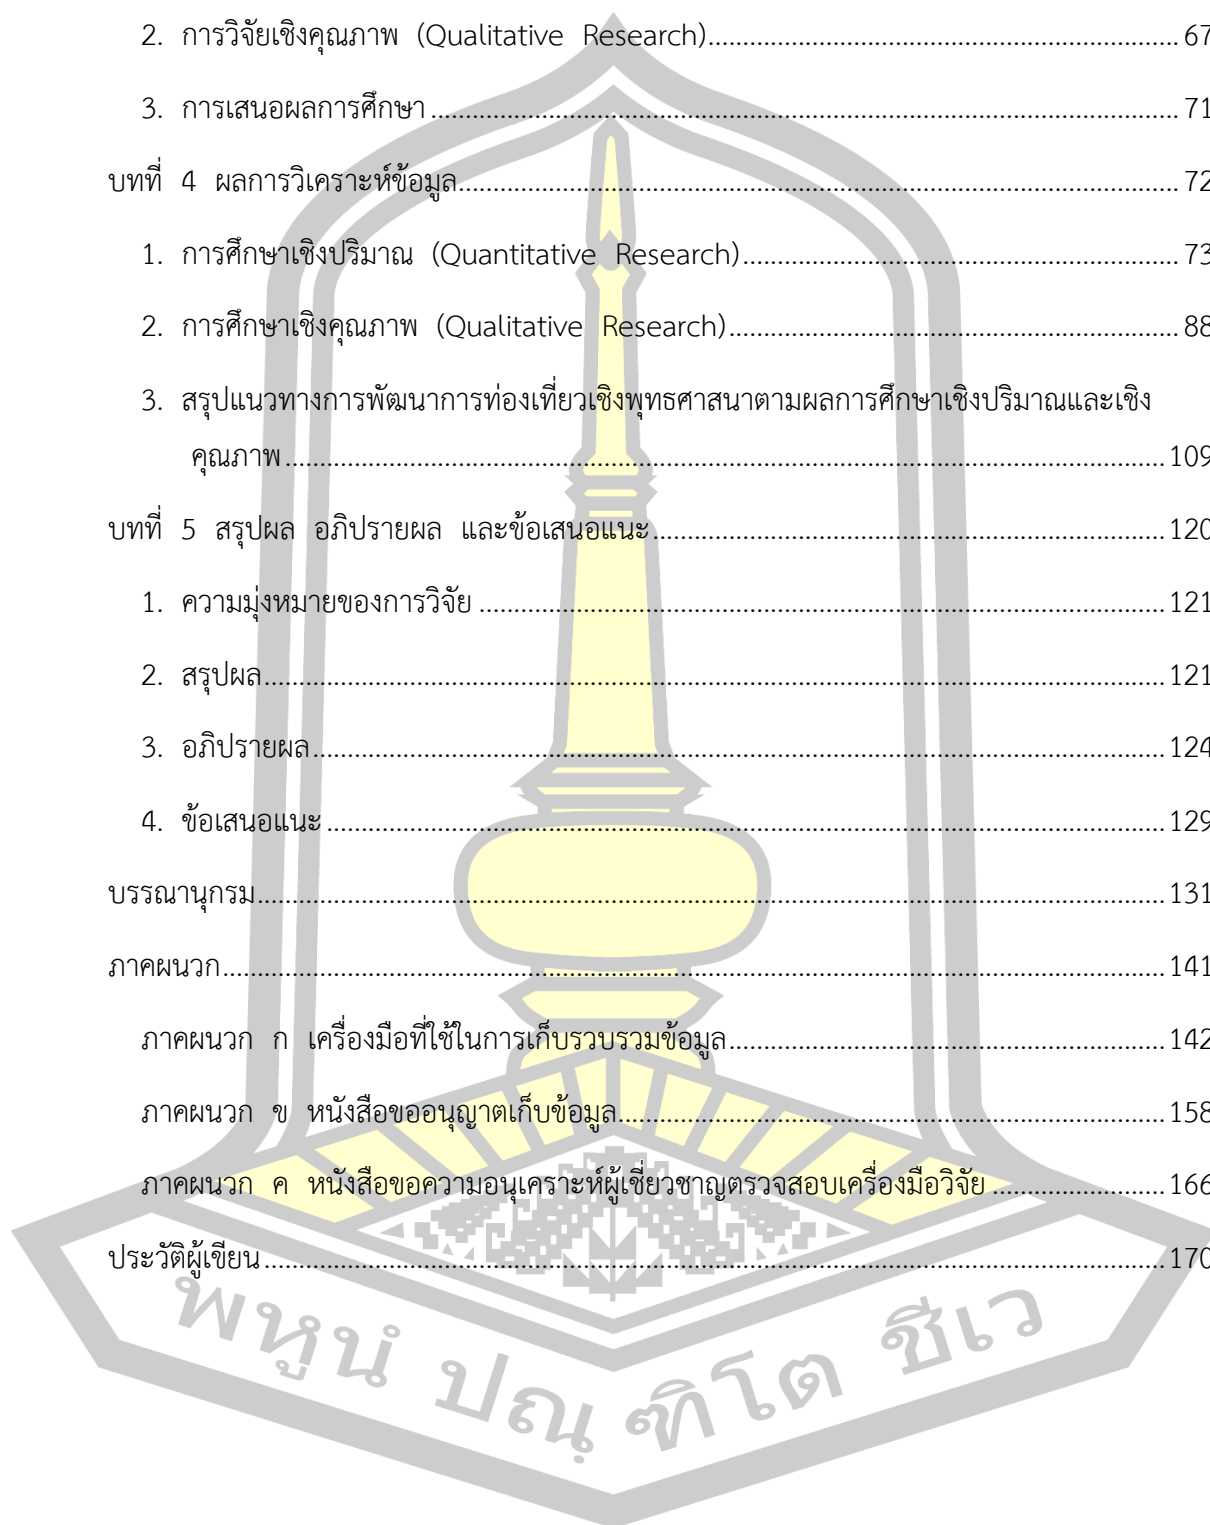 2. การวิจัยเชิงคุณภาพ (Qualitative Research) ........ 67
3. การเสนอผลการศึกษา ........ 71
บทที่ 4 ผลการวิเคราะห์ข้อมูล ........ 72
1. การศึกษาเชิงปริมาณ (Quantitative Research) ........ 73
2. การศึกษาเชิงคุณภาพ (Qualitative Research) ........ 88
3. สรุปแนวทางการพัฒนาการท่องเที่ยวเชิงพุทธศาสนาตามผลการศึกษาเชิงปริมาณและเชิง
คุณภาพ ........ 109
บทที่ 5 สรุปผล อภิปรายผล และข้อเสนอแนะ ........ 120
1. ความมุ่งหมายของการวิจัย ........ 121
2. สรุปผล ........ 121
3. อภิปรายผล ........ 124
4. ข้อเสนอแนะ ........ 129
บรรณานุกรม ........ 131
ภาคผนวก ........ 141
ภาคผนวก ก เครื่องมือที่ใช้ในการเก็บรวบรวมข้อมูล ........ 142
ภาคผนวก ข หนังสือขออนุญาตเก็บข้อมูล ........ 158
ภาคผนวก ค หนังสือขอความอนุเคราะห์ผู้เชี่ยวชาญตรวจสอบเครื่องมือวิจัย ........ 166
ประวัติผู้เขียน ........ 170
พหูนํ ปณฺฑิโต ชีเว